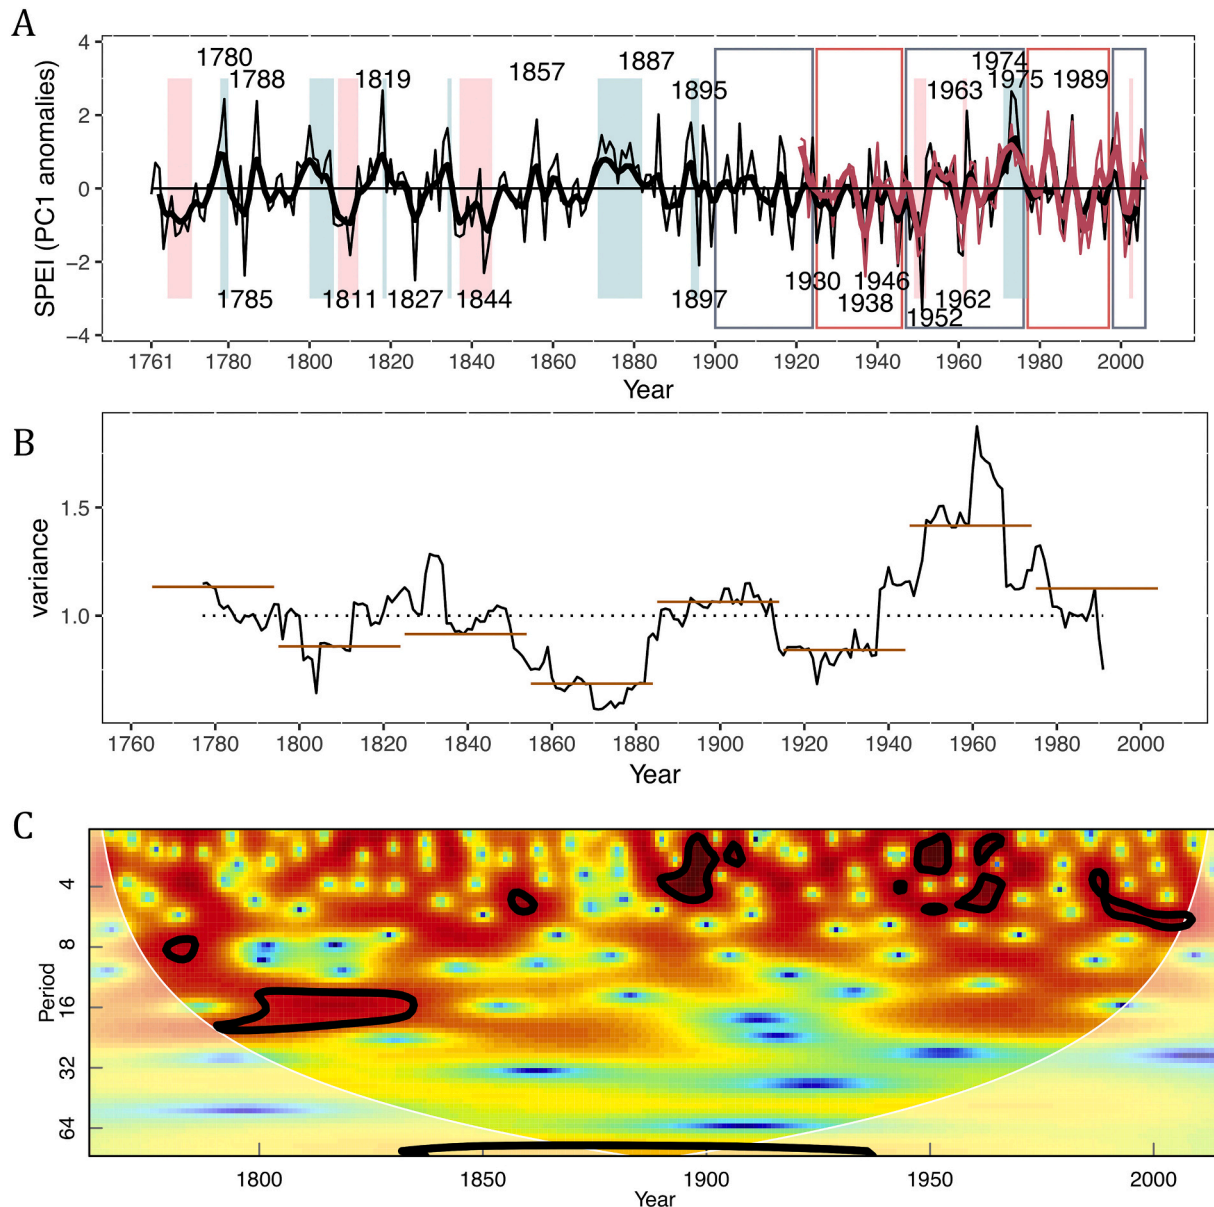 A
SPEI (PC1 anomalies)
4
2
0
−2
−4
1780
1788
1819
1857
1887
1895
1963
1974
1975
1989
1785
1811
1827
1844
1897
1930
1938
1946
1952
1962
1761 1780 1800 1820 1840 1860 1880 1900 1920 1940 1960 1980 2000
Year
B
variance
1.5
1.0
1760 1780 1800 1820 1840 1860 1880 1900 1920 1940 1960 1980 2000
Year
C
Period
4
8
16
32
64
1800 1850 1900 1950 2000
Year